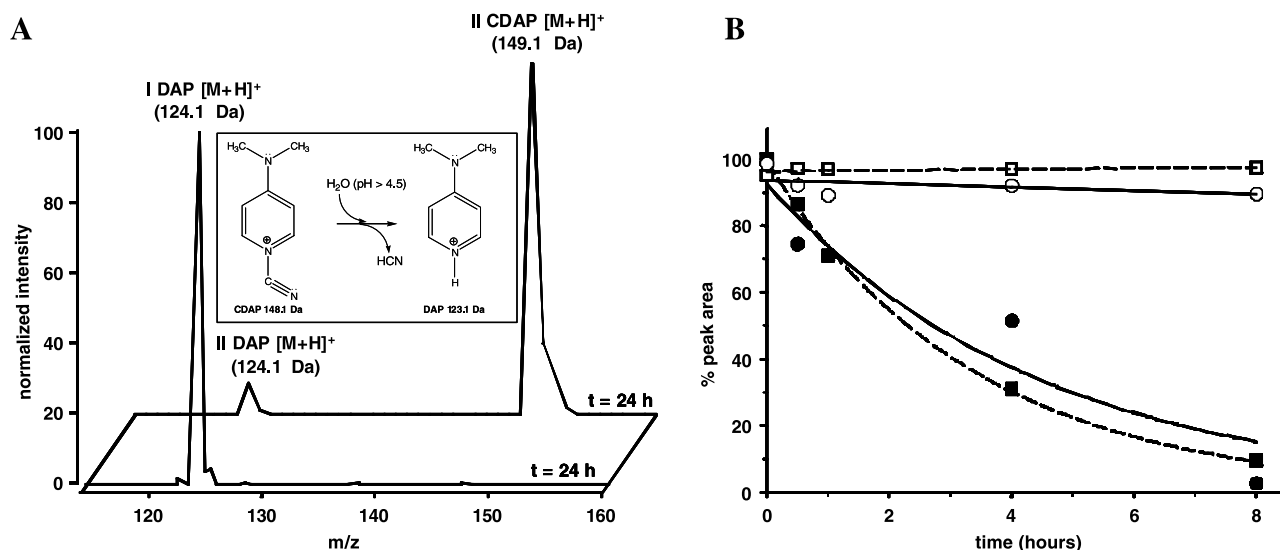 A
I DAP [M+H]+
(124.1 Da)
II CDAP [M+H]+
(149.1 Da)
normalized intensity
100
80
60
40
20
0
H3C
CH3
N
N
C
N
CDAP 148.1 Da
H2O (pH > 4.5)
HCN
H3C
CH3
N
N
H
DAP 123.1 Da
II DAP [M+H]+
(124.1 Da)
t = 24 h
t = 24 h
120
130
140
150
160
m/z
B
% peak area
100
80
60
40
20
0
0
2
4
6
8
time (hours)